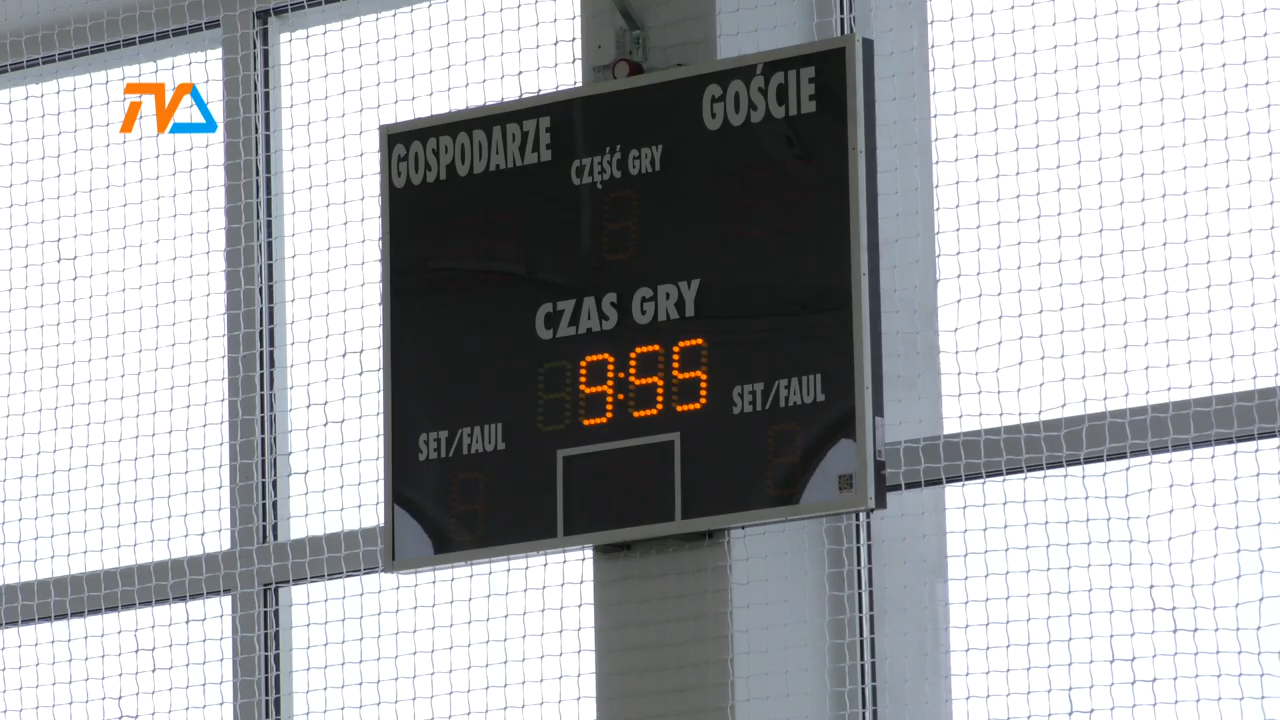 TVA
GOSPODARZE
GOŚCIE
CZĘŚĆ GRY
CZAS GRY
9:55
SET/FAUL
SET/FAUL